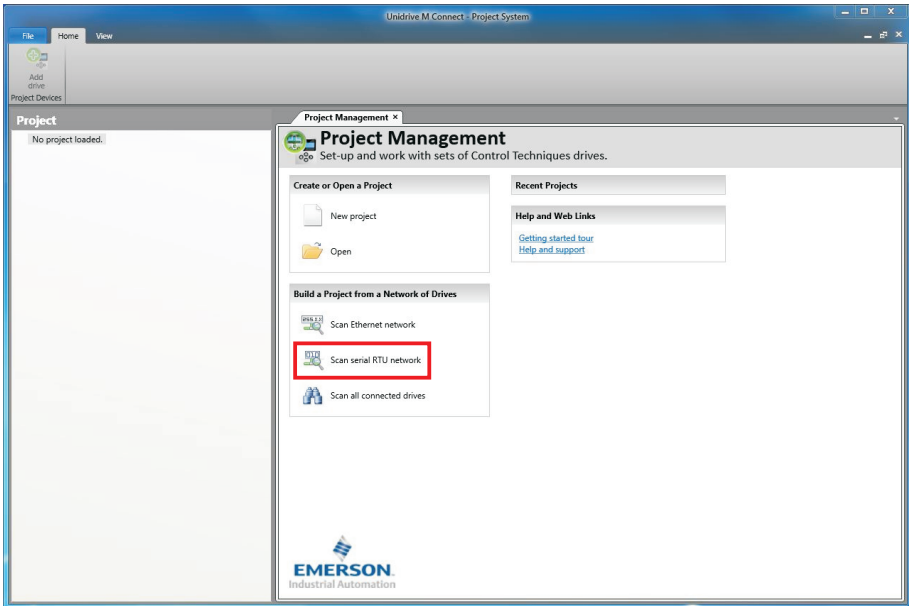 Unidrive M Connect - Project System
File Home View
Add
drive
Project Devices
Project
No project loaded.
Project Management ×
Project Management
Set-up and work with sets of Control Techniques drives.
Create or Open a Project
New project
Open
Recent Projects
Help and Web Links
Getting started tour
Help and support
Build a Project from a Network of Drives
Scan Ethernet network
Scan serial RTU network
Scan all connected drives
EMERSON.
Industrial Automation